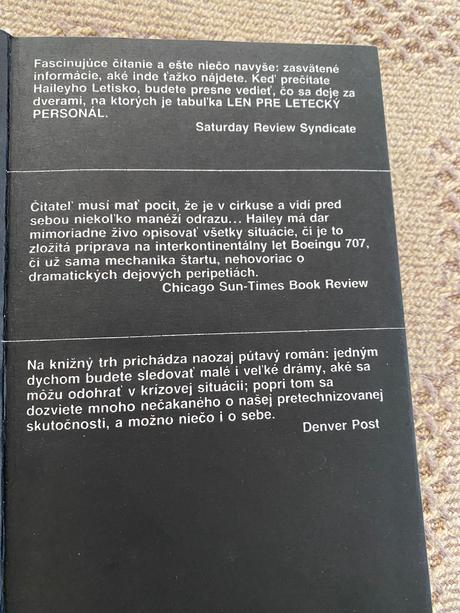 Fascinujúce čítanie a ešte niečo navyše: zasvätené
informácie, aké inde ťažko nájdete. Keď prečítate
Haileyho Letisko, budete presne vedieť, čo sa deje za
dverami, na ktorých je tabuľka LEN PRE LETECKÝ
PERSONÁL.
Saturday Review Syndicate
Čitateľ musí mať pocit, že je v cirkuse a vidí pred
sebou niekoľko manéží odrazu... Hailey má dar
mimoriadne živo opisovať všetky situácie, či je to
zložitá príprava na interkontinentálny let Boeingu 707,
či už sama mechanika štartu, nehovoriac o
dramatických dejových peripetiách.
Chicago Sun-Times Book Review
Na knižný trh prichádza naozaj pútavý román: jedným
dychom budete sledovať malé i veľké drámy, aké sa
môžu odohrať v krízovej situácii; popri tom sa
dozviete mnoho nečakaného o našej pretechnizovanej
skutočnosti, a možno niečo i o sebe.
Denver Post